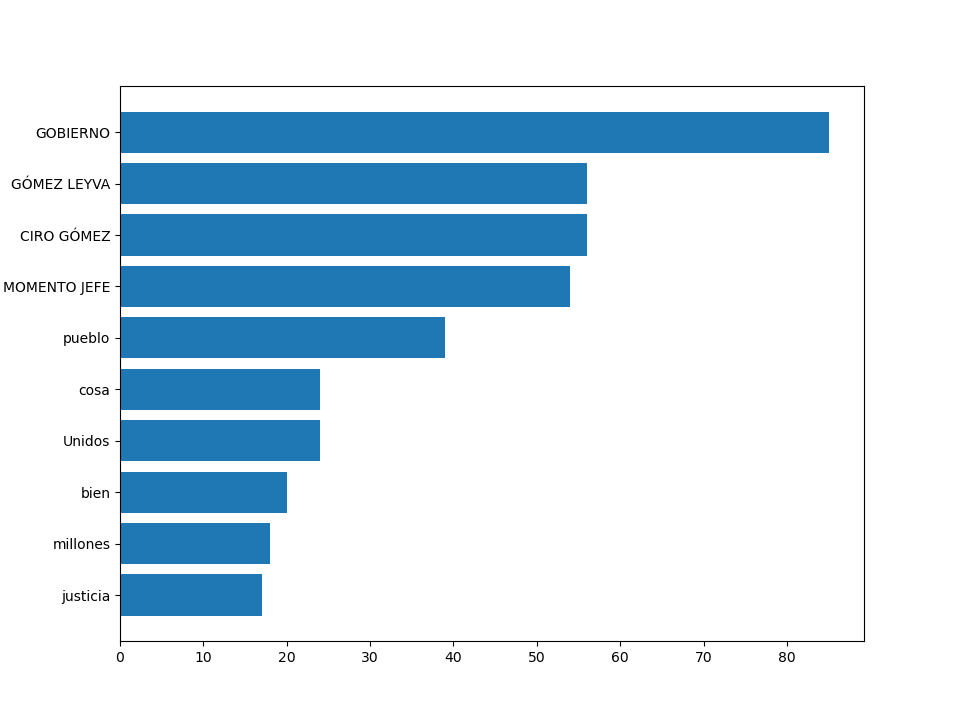 GOBIERNO
GÓMEZ LEYVA
CIRO GÓMEZ
MOMENTO JEFE
pueblo
cosa
Unidos
bien
millones
justicia
0 10 20 30 40 50 60 70 80